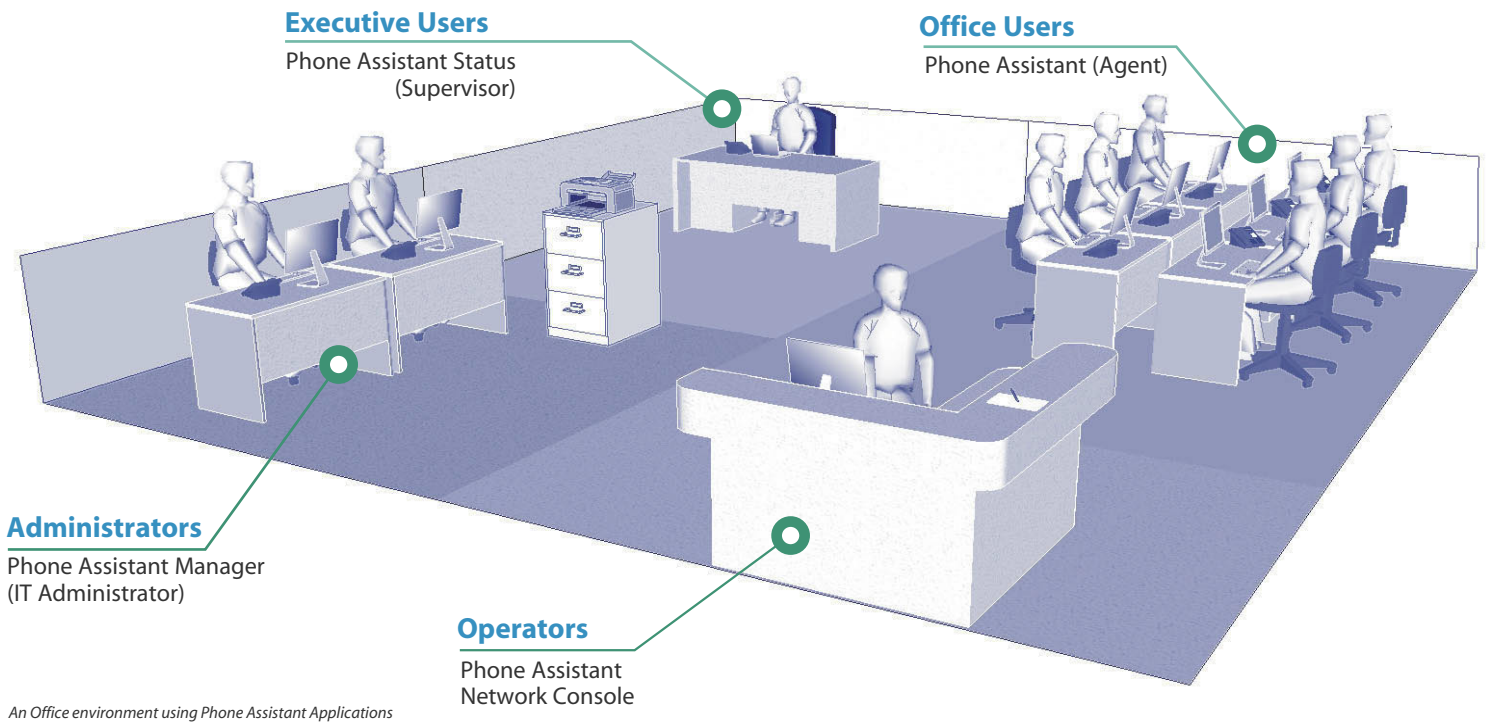 Executive Users
Phone Assistant Status
(Supervisor)
Office Users
Phone Assistant (Agent)
Administrators
Phone Assistant Manager
(IT Administrator)
Operators
Phone Assistant
Network Console
An Office environment using Phone Assistant Applications